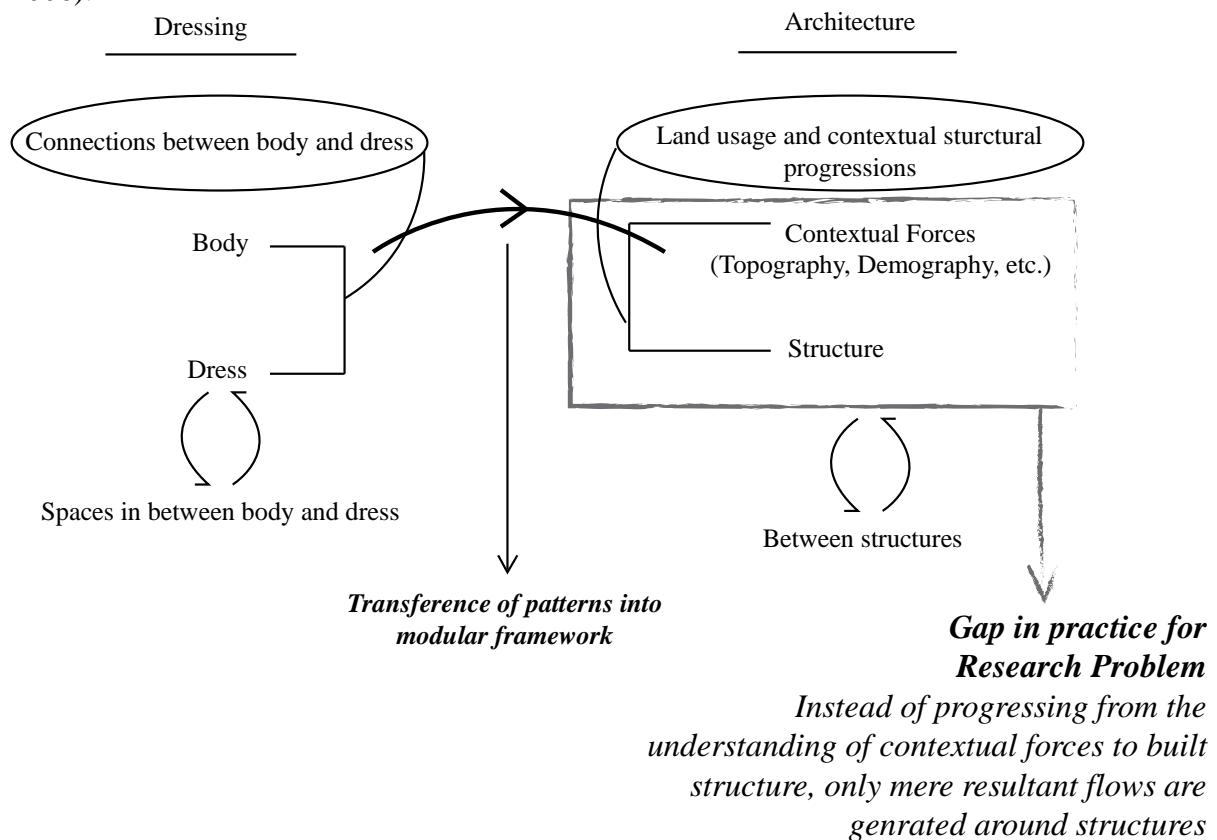 Dressing
Architecture
Connections between body and dress
Land usage and contextual sturctural
progressions
Body
Contextual Forces
(Topography, Demography, etc.)
Dress
Structure
Spaces in between body and dress
Between structures
Transference of patterns into
modular framework
Gap in practice for
Research Problem
Instead of progressing from the
understanding of contextual forces to built
structure, only mere resultant flows are
genrated around structures